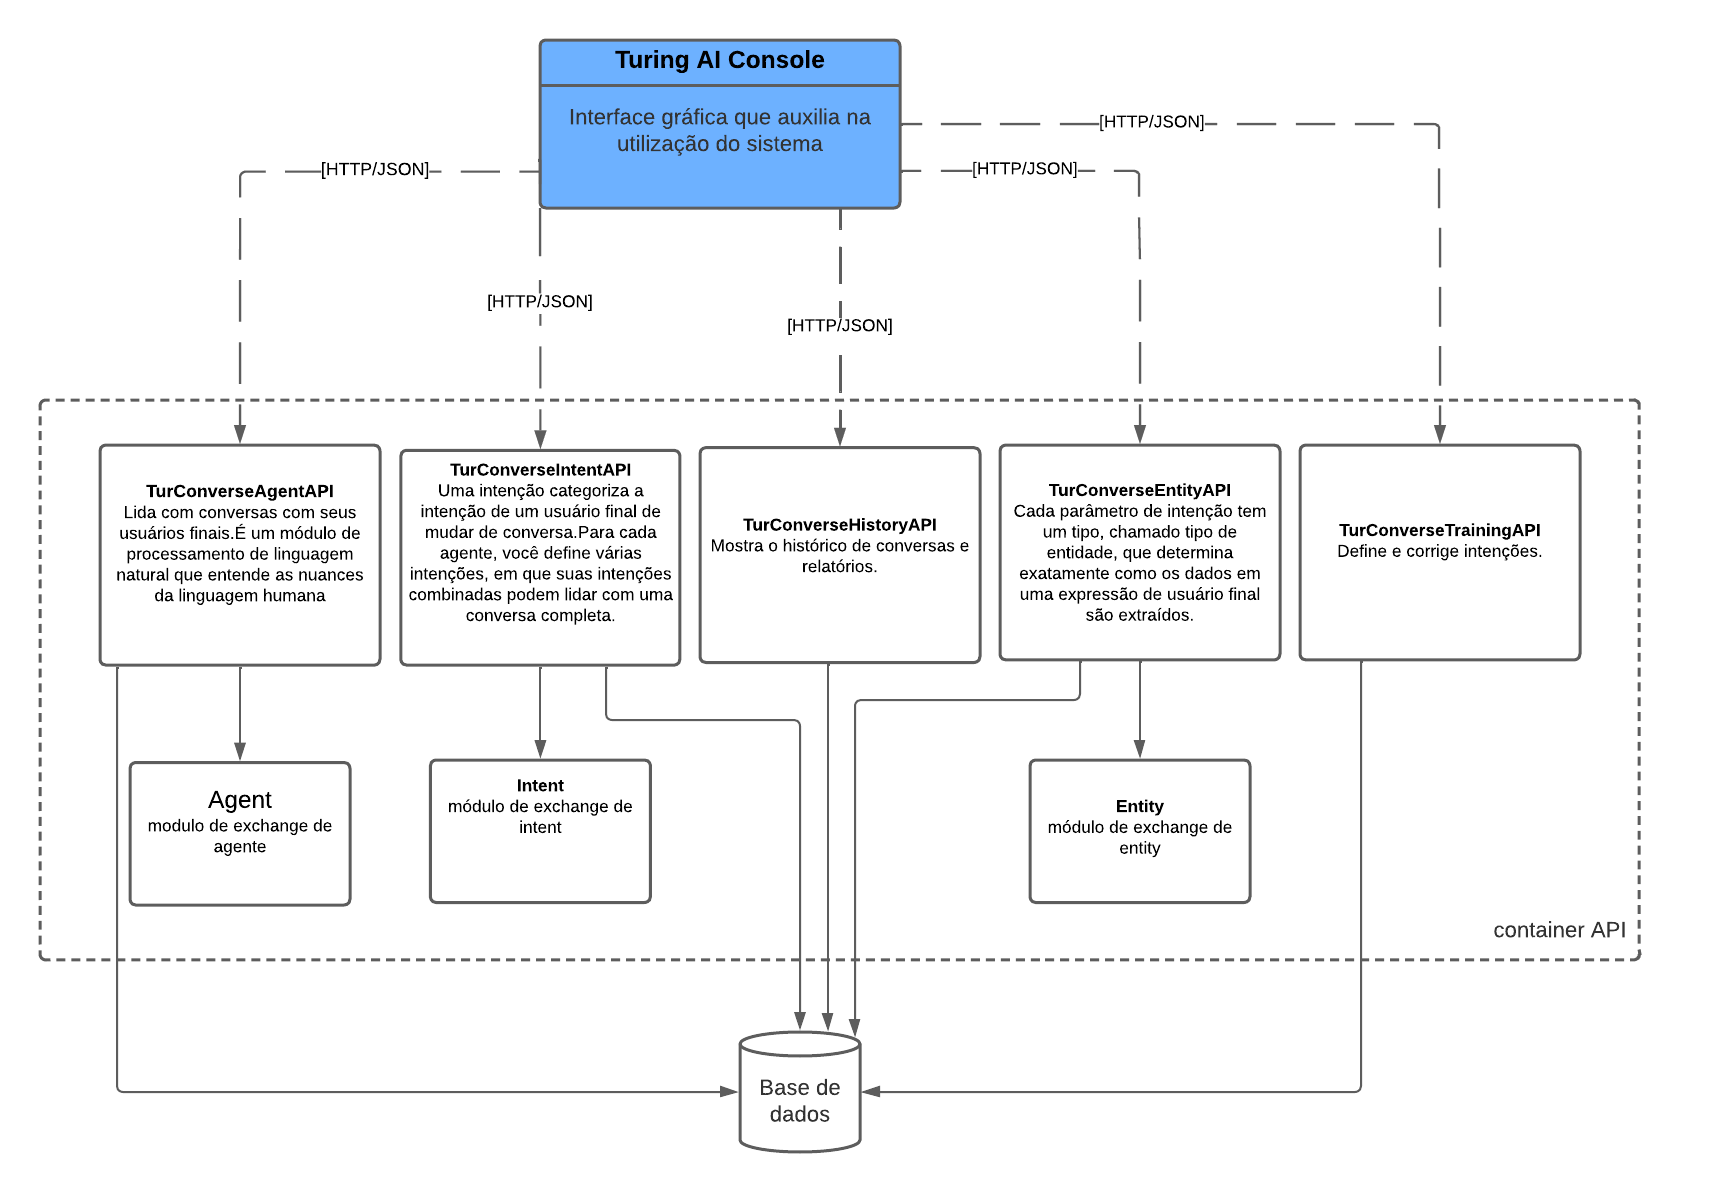 Turing AI Console
Interface gráfica que auxilia na
utilização do sistema
[HTTP/JSON]
[HTTP/JSON]
[HTTP/JSON]
[HTTP/JSON]
[HTTP/JSON]
TurConverseAgentAPI
Lida com conversas com seus
usuários finais.É um módulo de
processamento de linguagem
natural que entende as nuances
da linguagem humana
TurConverseIntentAPI
Uma intenção categoriza a
intenção de um usuário final de
mudar de conversa.Para cada
agente, você define várias
intenções, em que suas intenções
combinadas podem lidar com uma
conversa completa.
TurConverseHistoryAPI
Mostra o histórico de conversas e
relatórios.
TurConverseEntityAPI
Cada parâmetro de intenção tem
um tipo, chamado tipo de
entidade, que determina
exatamente como os dados em
uma expressão de usuário final
são extraídos.
TurConverseTrainingAPI
Define e corrige intenções.
Agent
modulo de exchange de
agente
Intent
módulo de exchange de
intent
Entity
módulo de exchange de
entity
container API
Base de
dados